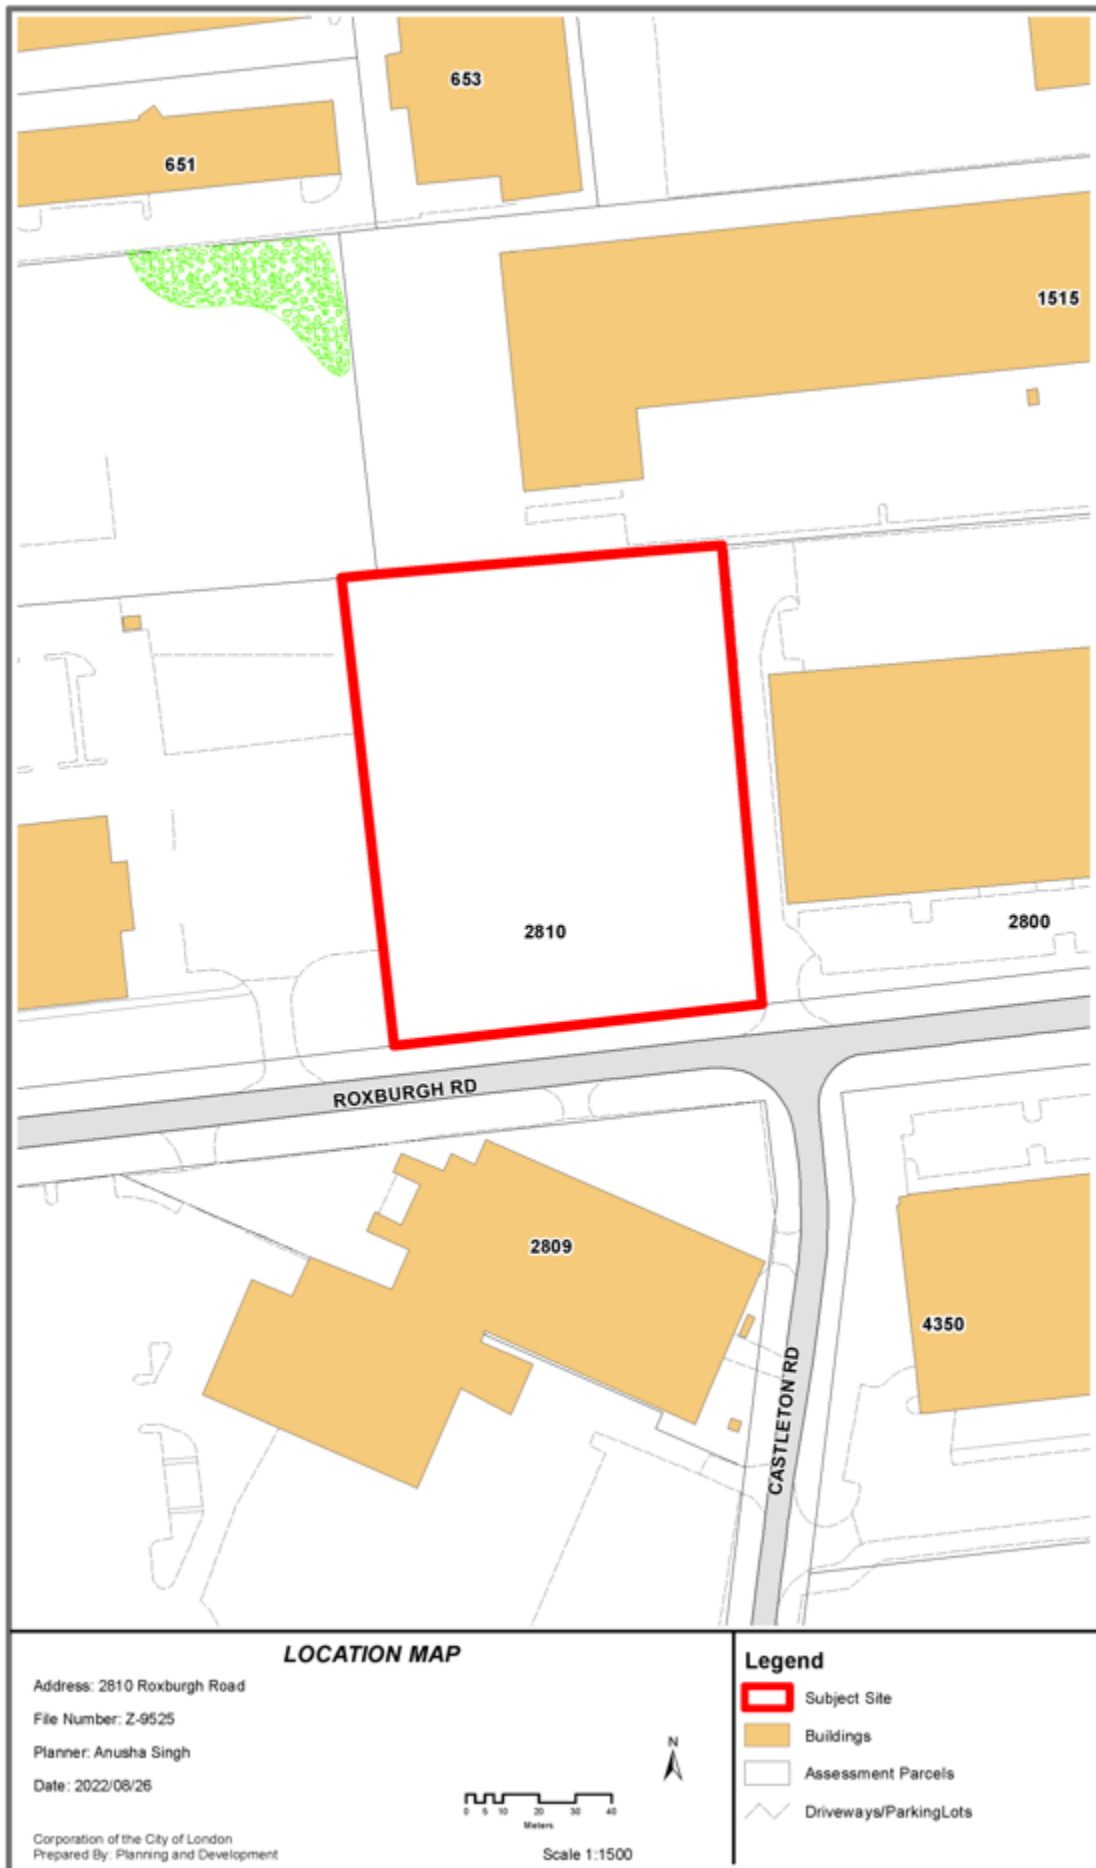 653
651
1515
2810
2800
ROXBURGH RD
2809
4350
CASTLETON RD
LOCATION MAP
Address: 2810 Roxburgh Road
File Number: Z-9525
Planner: Anusha Singh
Date: 2022/08/26
Corporation of the City of London
Prepared By: Planning and Development
N
0 5 10 20 30 40
Meters
Scale 1:1500
Legend
Subject Site
Buildings
Assessment Parcels
Driveways/ParkingLots